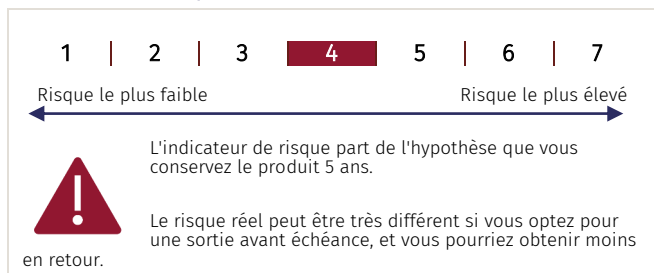 1 | 2 | 3 | 4 | 5 | 6 | 7
Risque le plus faible Risque le plus élevé
L'indicateur de risque part de l'hypothèse que vous
conservez le produit 5 ans.
Le risque réel peut être très différent si vous optez pour
une sortie avant échéance, et vous pourriez obtenir moins
en retour.